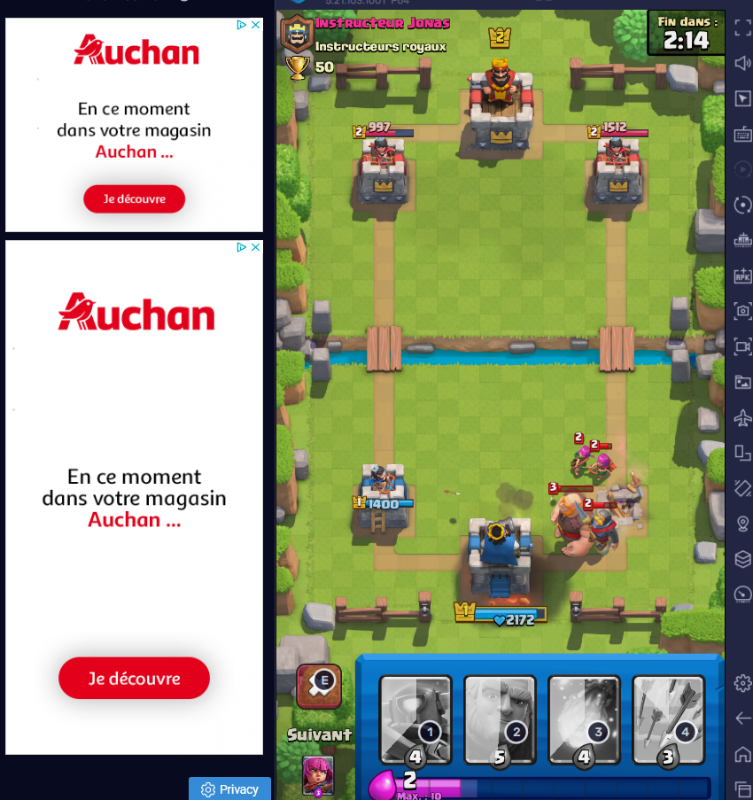 Auchan
En ce moment
dans votre magasin
Auchan ...
Je découvre
Auchan
En ce moment
dans votre magasin
Auchan ...
Je découvre
Privacy
Instructeur Jonas
Instructeurs royaux
50
2
Fin dans :
2:14
2 997
2 1512
1 1400
2
2
3
2
1
2172
E
Suivant
1
2
3
4
4
5
4
3
2
Max. : 10